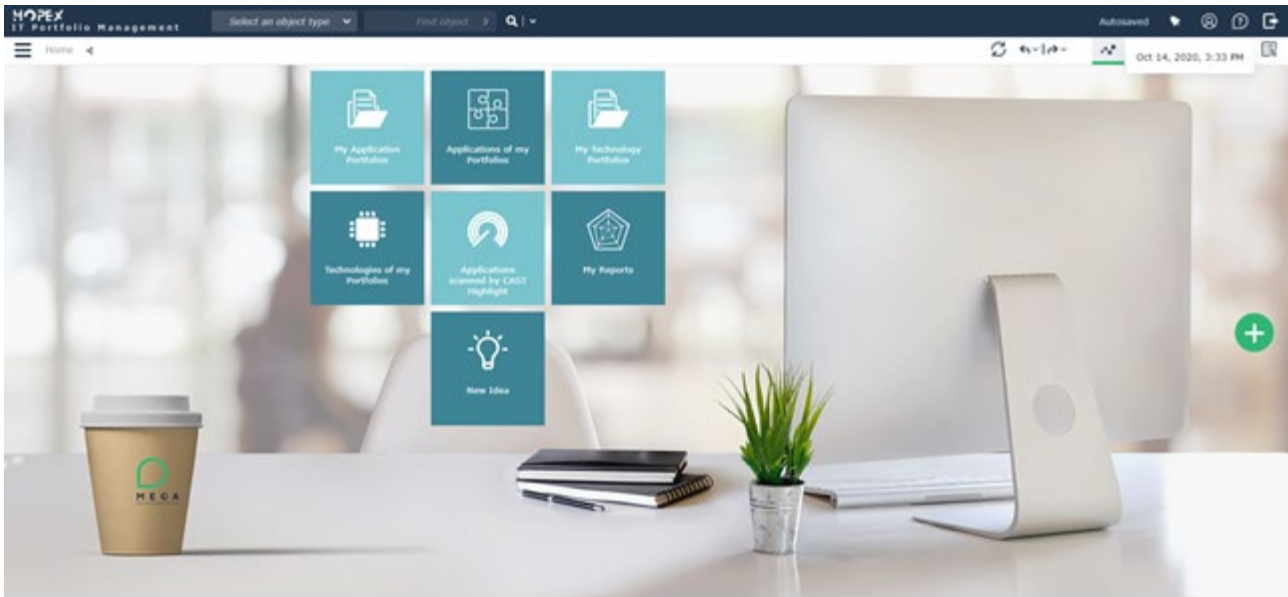 HOPEX
IT Portfolio Management
Select an object type
Find object
Autosaved
Home
Oct 14, 2020, 3:33 PM
My Application
Portfolios
Applications of my
Portfolios
My Technology
Portfolios
Technologies of my
Portfolios
Applications
scanned by CAST
Highlight
My Reports
New Idea
MEGA